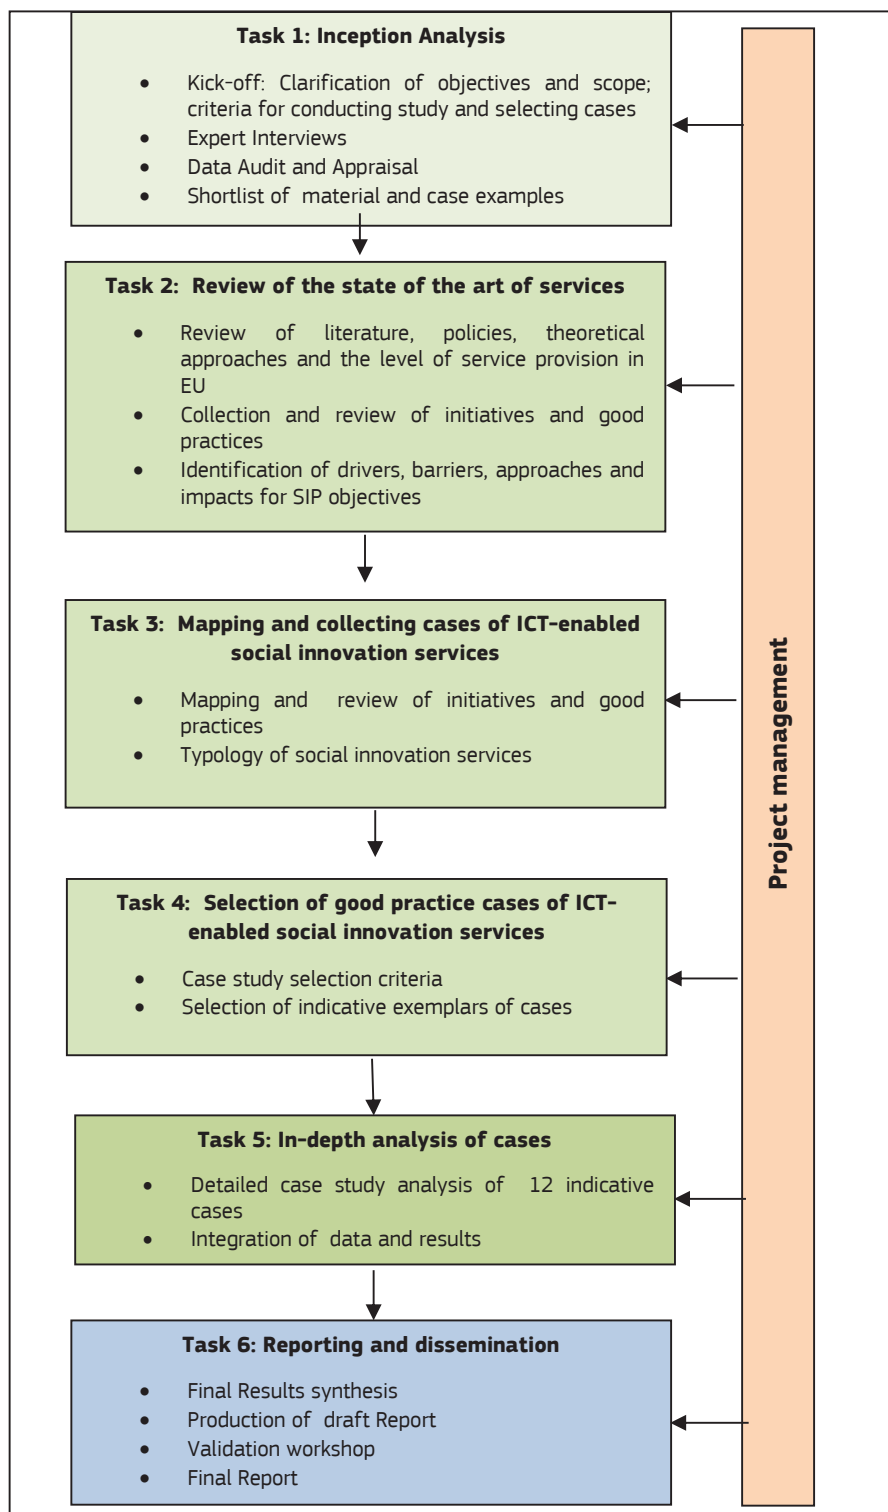 Task 1: Inception Analysis
• Kick-off: Clarification of objectives and scope;
criteria for conducting study and selecting cases
• Expert Interviews
• Data Audit and Appraisal
• Shortlist of material and case examples
Task 2: Review of the state of the art of services
• Review of literature, policies, theoretical
approaches and the level of service provision in
EU
• Collection and review of initiatives and good
practices
• Identification of drivers, barriers, approaches and
impacts for SIP objectives
Task 3: Mapping and collecting cases of ICT-enabled
social innovation services
• Mapping and review of initiatives and good
practices
• Typology of social innovation services
Task 4: Selection of good practice cases of ICT-
enabled social innovation services
• Case study selection criteria
• Selection of indicative exemplars of cases
Task 5: In-depth analysis of cases
• Detailed case study analysis of 12 indicative
cases
• Integration of data and results
Task 6: Reporting and dissemination
• Final Results synthesis
• Production of draft Report
• Validation workshop
• Final Report
Project management